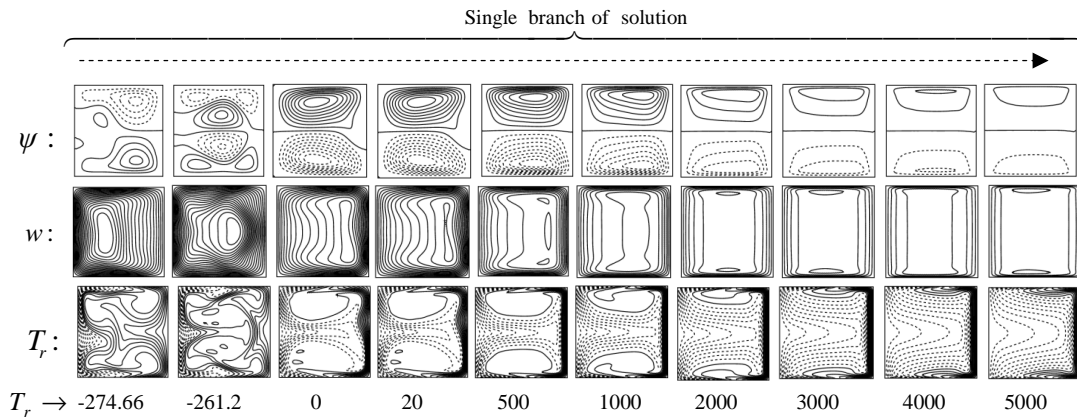 Single branch of solution
ψ :
w :
T_r :
T_r → -274.66 -261.2 0 20 500 1000 2000 3000 4000 5000